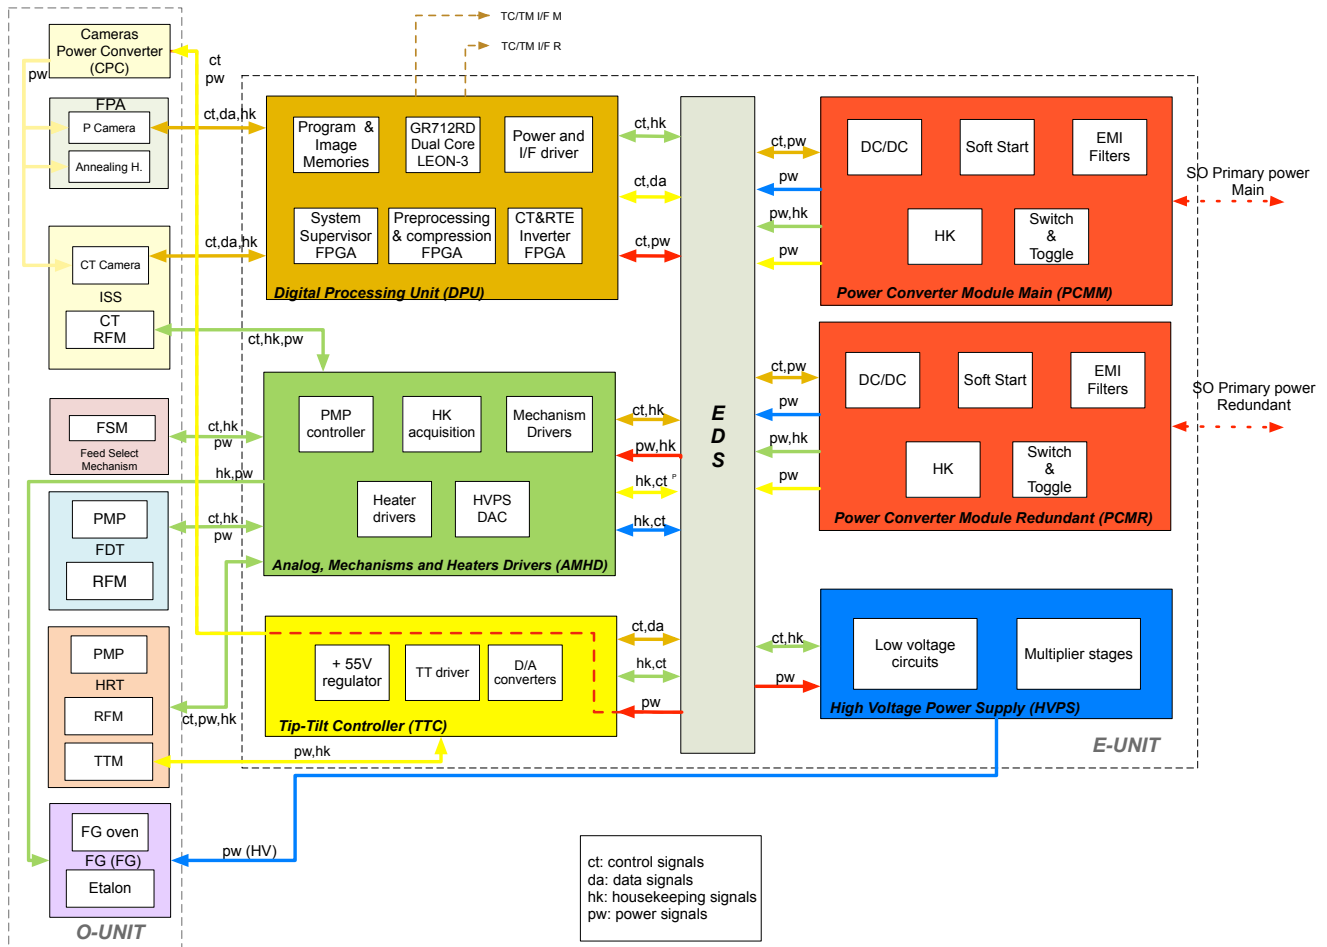 TC/TM I/F M
TC/TM I/F R
Cameras
Power Converter
(CPC)
ct
pw
pw
FPA
P Camera
Annealing H.
ct,da,hk
CT Camera
ISS
CT
RFM
ct,da,hk
ct,hk,pw
FSM
Feed Select
Mechanism
ct,hk
pw
hk,pw
PMP
FDT
RFM
ct,hk
pw
PMP
HRT
RFM
TTM
ct,pw,hk
pw,hk
FG oven
FG (FG)
Etalon
pw (HV)
O-UNIT
Program &
Image
Memories
GR712RD
Dual Core
LEON-3
Power and
I/F driver
System
Supervisor
FPGA
Preprocessing
& compression
FPGA
CT&RTE
Inverter
FPGA
Digital Processing Unit (DPU)
ct,hk
ct,da
ct,pw
PMP
controller
HK
acquisition
Mechanism
Drivers
Heater
drivers
HVPS
DAC
Analog, Mechanisms and Heaters Drivers (AMHD)
ct,hk
pw,hk
hk,ct P
hk,ct
+ 55V
regulator
TT driver
D/A
converters
Tip-Tilt Controller (TTC)
ct,da
hk,ct
pw
E
D
S
ct,pw
pw
pw,hk
pw
DC/DC
Soft Start
EMI
Filters
HK
Switch
&
Toggle
Power Converter Module Main (PCMM)
SO Primary power
Main
ct,pw
pw
pw,hk
pw
DC/DC
Soft Start
EMI
Filters
HK
Switch
&
Toggle
Power Converter Module Redundant (PCMR)
SO Primary power
Redundant
ct,hk
pw
Low voltage
circuits
Multiplier stages
High Voltage Power Supply (HVPS)
E-UNIT
ct: control signals
da: data signals
hk: housekeeping signals
pw: power signals